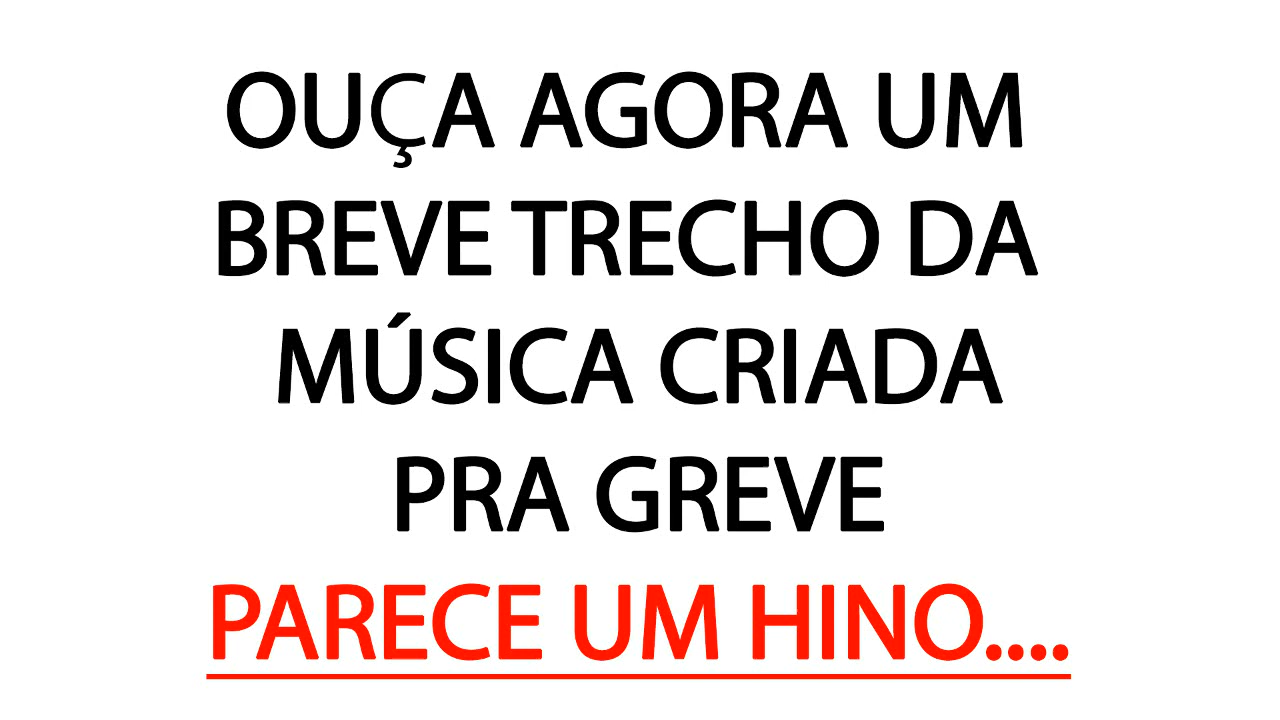 OUÇA AGORA UM
BREVE TRECHO DA
MÚSICA CRIADA
PRA GREVE
PARECE UM HINO....